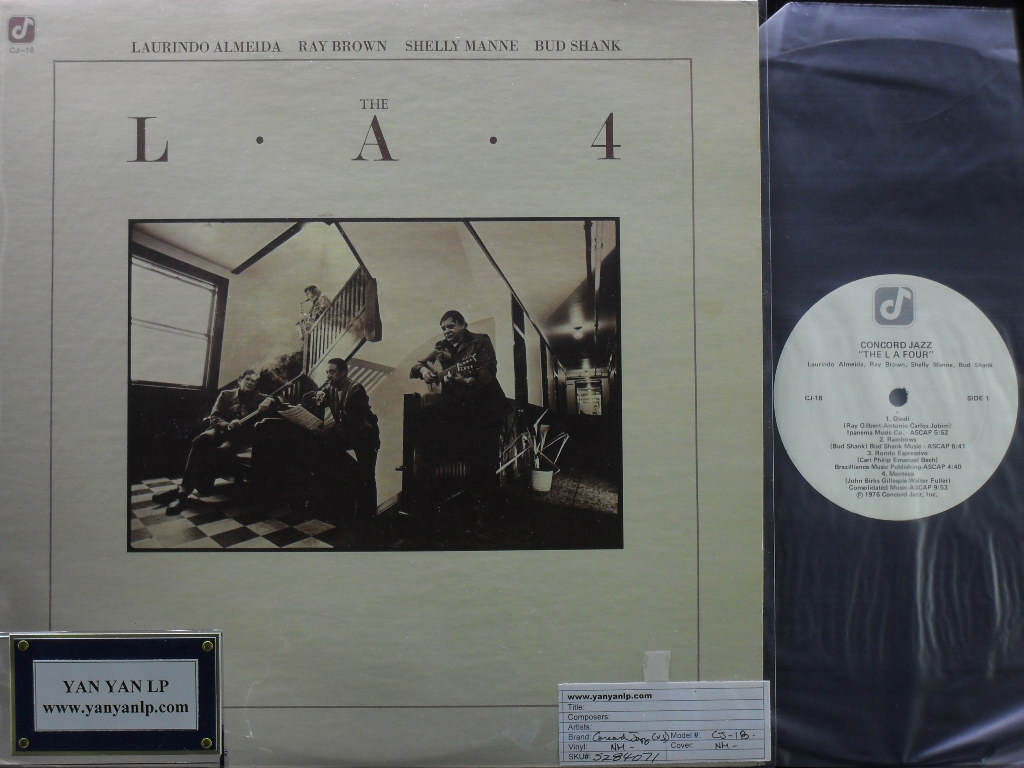 CJ-18
LAURINDO ALMEIDA RAY BROWN SHELLY MANNE BUD SHANK
THE
L · A · 4
CONCORD JAZZ
"THE L A FOUR"
Laurindo Almeida, Ray Brown, Shelly Manne, Bud Shank
CJ-18 SIDE 1
1. Dindi
(Ray Gilbert-Antonio Carlos Jobim)
Ipanema Music Co. - ASCAP 5:52
2. Rainbows
(Bud Shank) Bud Shank Music - ASCAP 6:41
3. Rondo Espressivo
(Carl Philip Emanuel Bach)
Brazilliance Music Publishing-ASCAP 4:40
4. Manteca
(John Birks Gillespie-Walter Fuller)
Consolidated Music-ASCAP 9:53
℗ 1976 Concord Jazz, Inc.
YAN YAN LP
www.yanyanlp.com
www.yanyanlp.com
Title:
Composers:
Artists:
Brand: Concord Jazz (US) Model #: CJ-18-
Vinyl: NM- Cover: NM-
SKU# 5284071